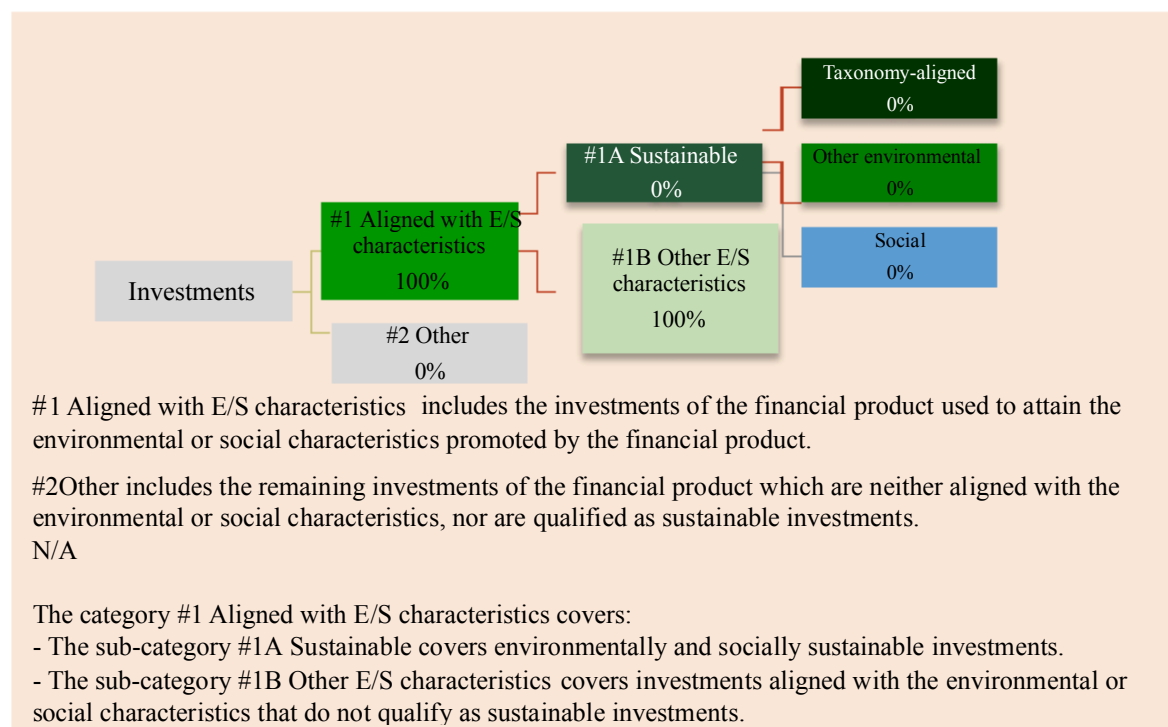 Taxonomy-aligned
0%
#1A Sustainable
0%
Other environmental
0%
#1 Aligned with E/S
characteristics
100%
Social
0%
#1B Other E/S
characteristics
100%
Investments
#2 Other
0%
#1 Aligned with E/S characteristics includes the investments of the financial product used to attain the
environmental or social characteristics promoted by the financial product.
#2Other includes the remaining investments of the financial product which are neither aligned with the
environmental or social characteristics, nor are qualified as sustainable investments.
N/A
The category #1 Aligned with E/S characteristics covers:
- The sub-category #1A Sustainable covers environmentally and socially sustainable investments.
- The sub-category #1B Other E/S characteristics covers investments aligned with the environmental or
social characteristics that do not qualify as sustainable investments.